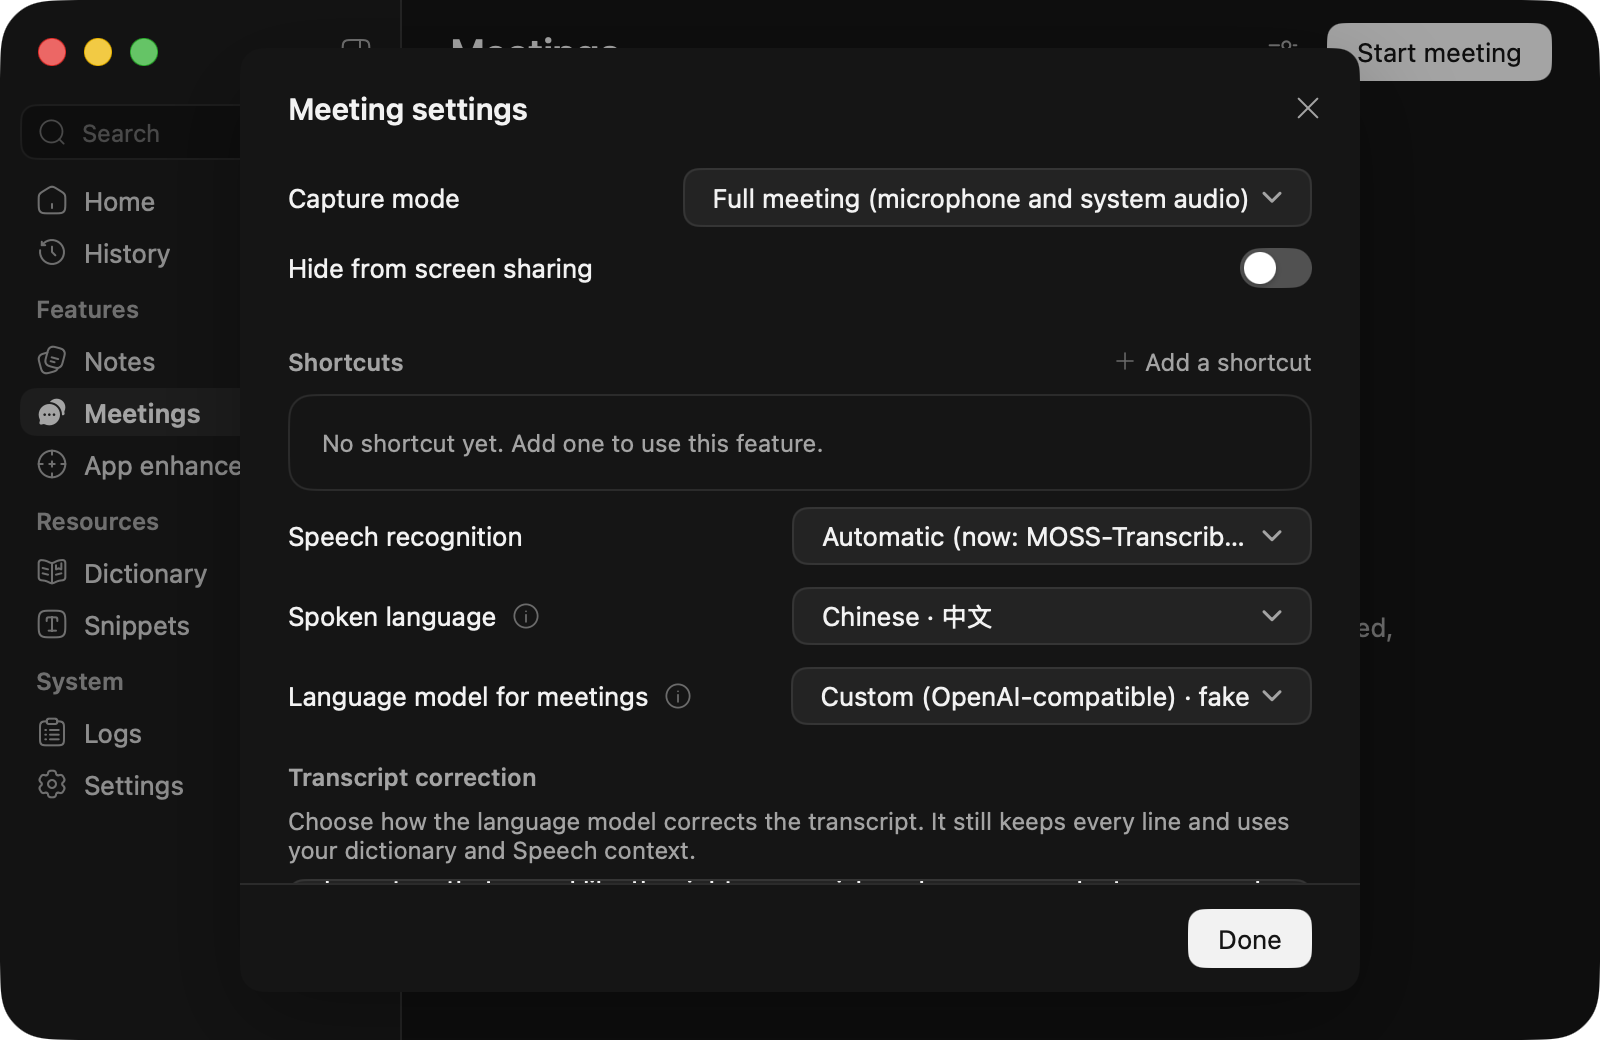 Meetings
Start meeting
Search
Home
History
Features
Notes
Meetings
App enhance
Resources
Dictionary
Snippets
System
Logs
Settings
Meeting settings
Capture mode
Full meeting (microphone and system audio)
Hide from screen sharing
Shortcuts
Add a shortcut
No shortcut yet. Add one to use this feature.
Speech recognition
Automatic (now: MOSS-Transcrib...
Spoken language
Chinese · 中文
Language model for meetings
Custom (OpenAI-compatible) · fake
Transcript correction
Choose how the language model corrects the transcript. It still keeps every line and uses
your dictionary and Speech context.
Done
ed,